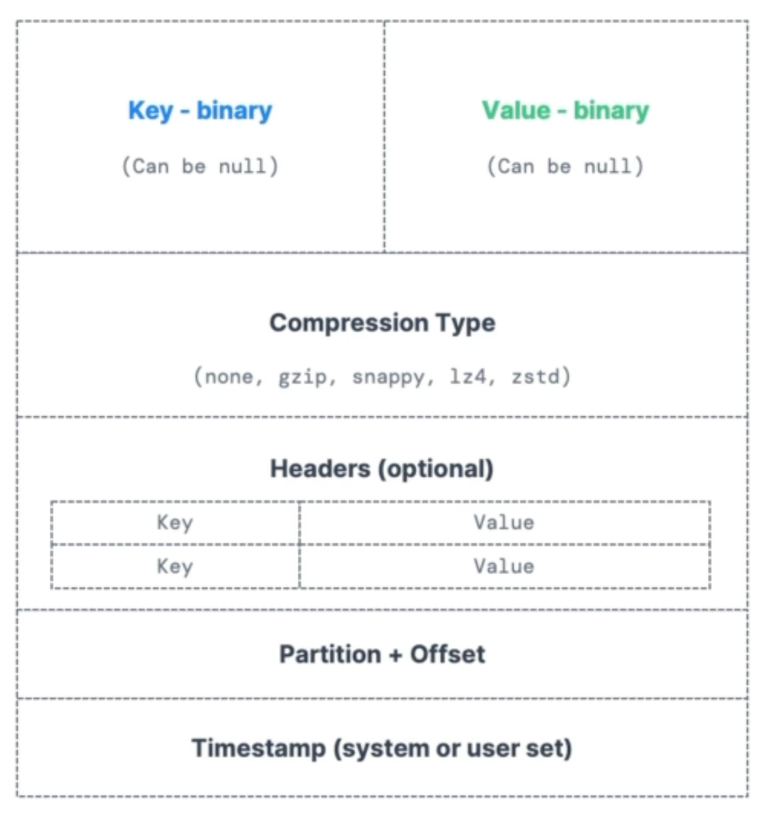 Key - binary
Value - binary
(Can be null)
(Can be null)
Compression Type
(none, gzip, snappy, lz4, zstd)
Headers (optional)
Key
Value
Key
Value
Partition + Offset
Timestamp (system or user set)